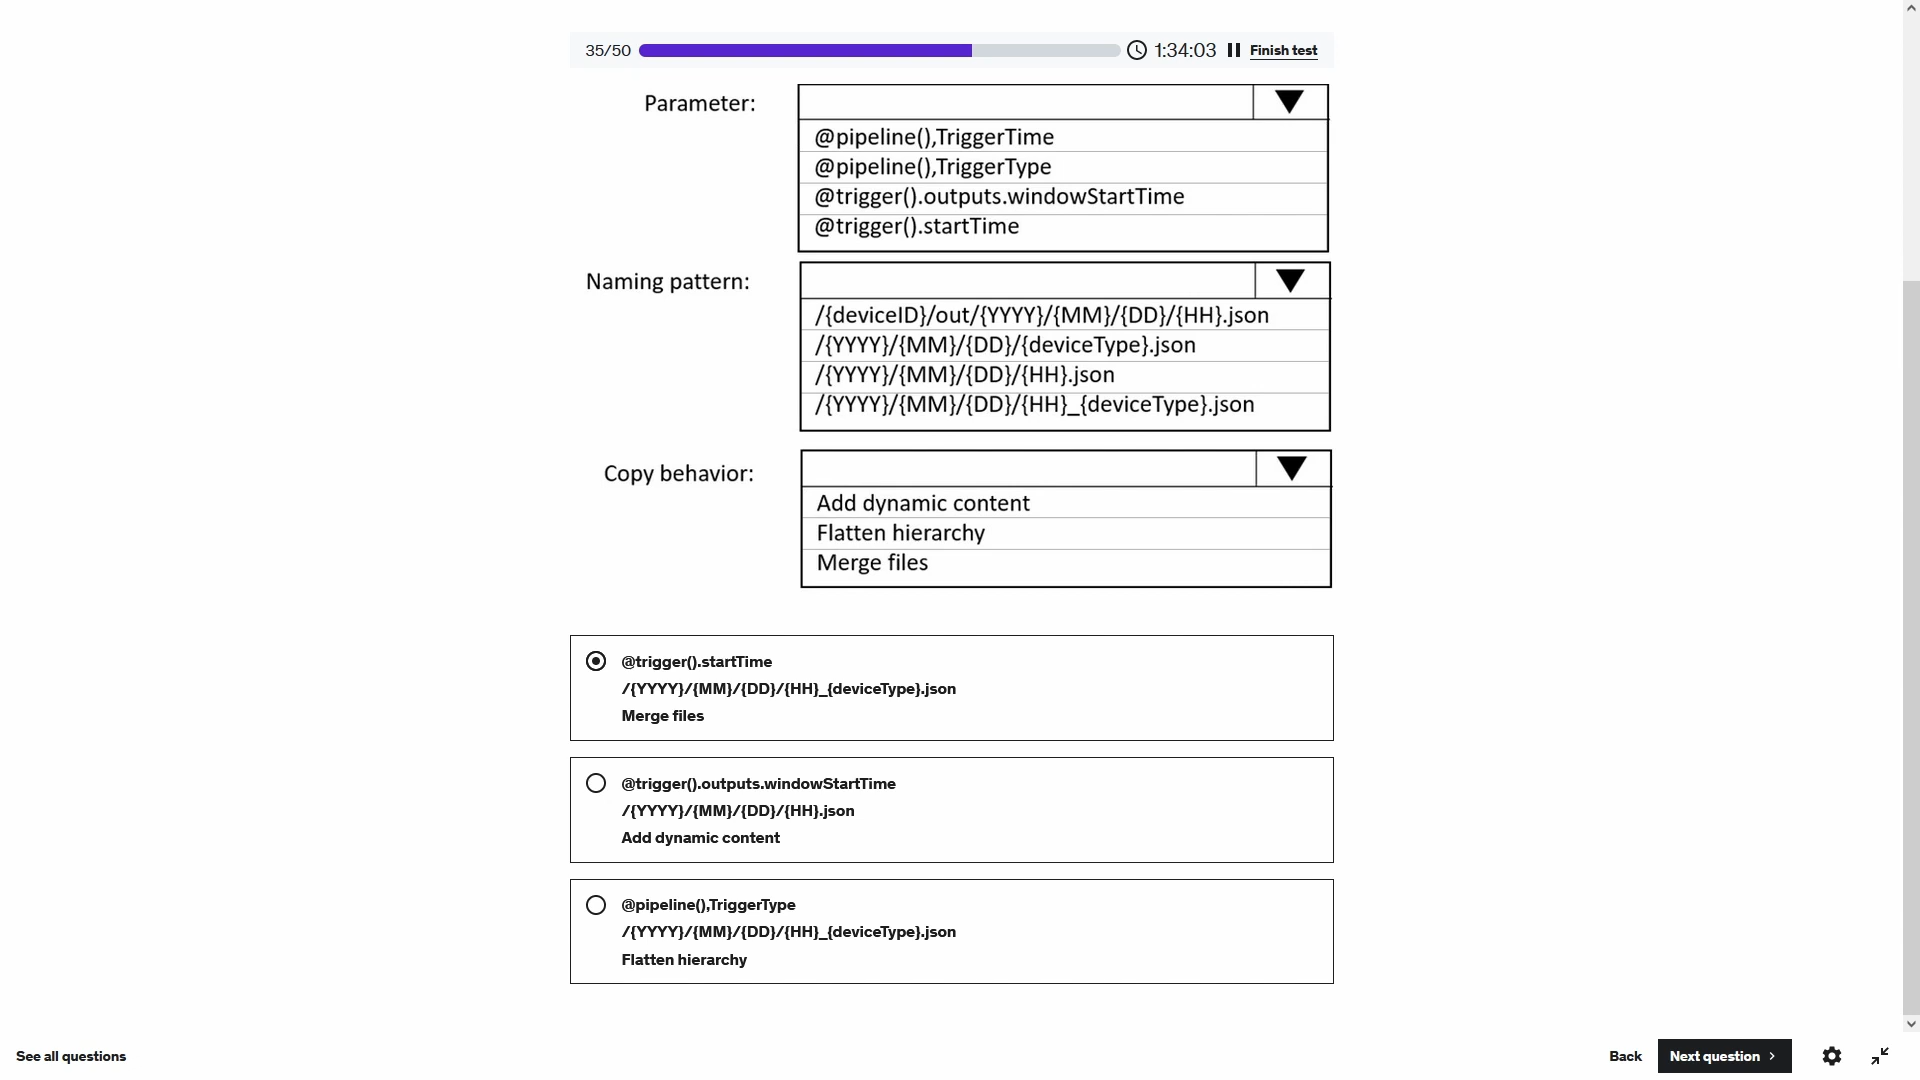 35/50 1:34:03 Finish test
Parameter:
@pipeline(),TriggerTime
@pipeline(),TriggerType
@trigger().outputs.windowStartTime
@trigger().startTime
Naming pattern:
/{deviceID}/out/{YYYY}/{MM}/{DD}/{HH}.json
/{YYYY}/{MM}/{DD}/{deviceType}.json
/{YYYY}/{MM}/{DD}/{HH}.json
/{YYYY}/{MM}/{DD}/{HH}_{deviceType}.json
Copy behavior:
Add dynamic content
Flatten hierarchy
Merge files
@trigger().startTime
/{YYYY}/{MM}/{DD}/{HH}_{deviceType}.json
Merge files
@trigger().outputs.windowStartTime
/{YYYY}/{MM}/{DD}/{HH}.json
Add dynamic content
@pipeline(),TriggerType
/{YYYY}/{MM}/{DD}/{HH}_{deviceType}.json
Flatten hierarchy
See all questions Back Next question